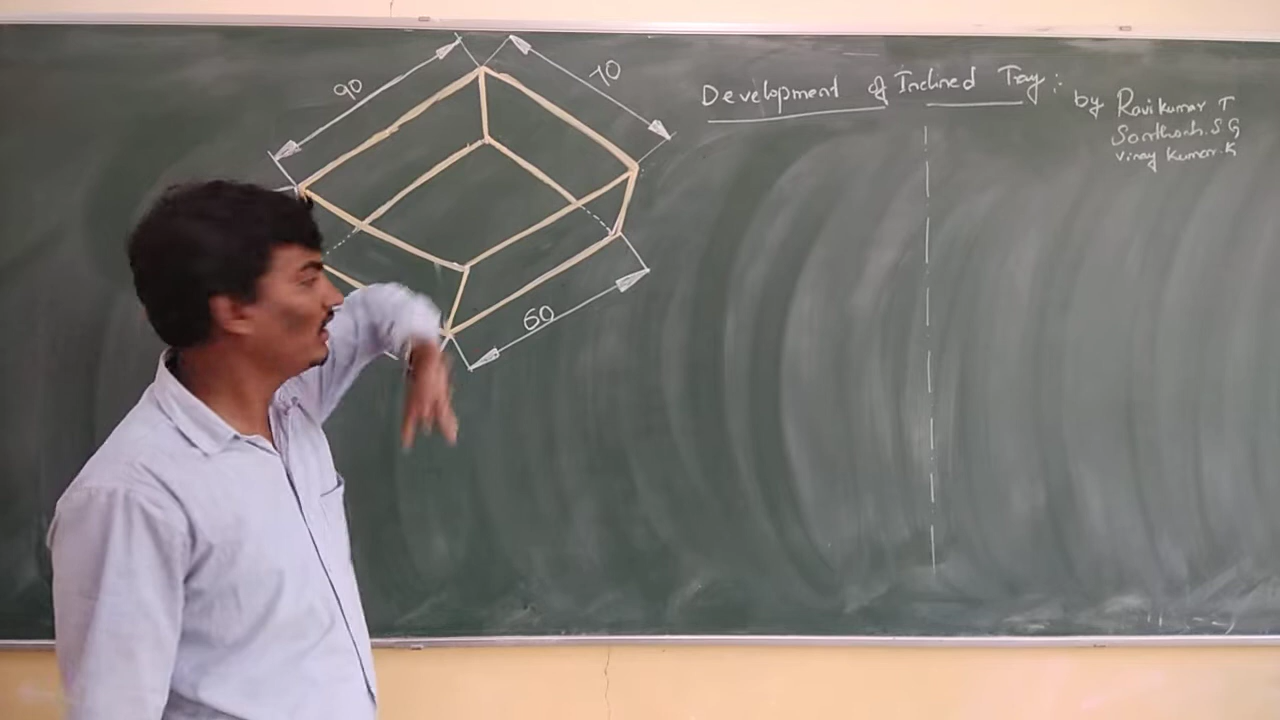 90
70
Development of Inclined Tray :
by Ravikumar T
Santhosh. S G
Vinay Kumar. K
60